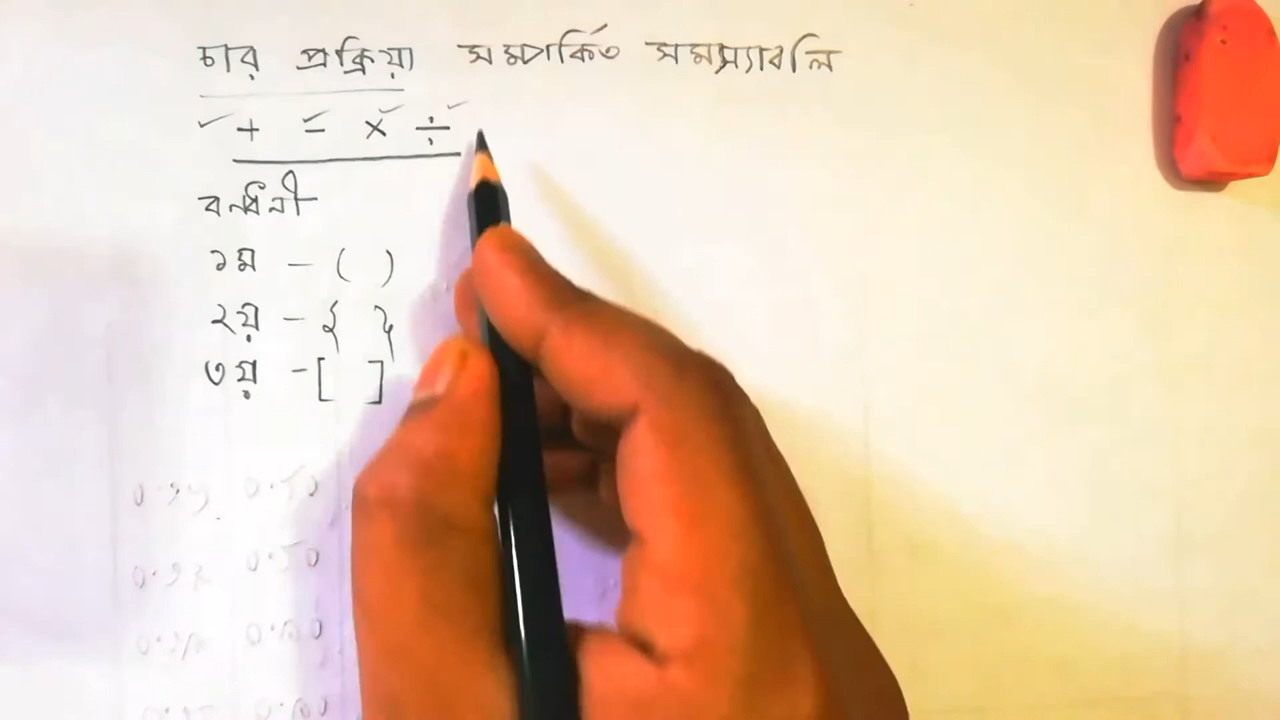 চার প্রক্রিয়া সম্পর্কিত সমস্যাবলি
+ - × ÷
বন্ধনী
১ম - ( )
২য় - { }
৩য় - [ ]